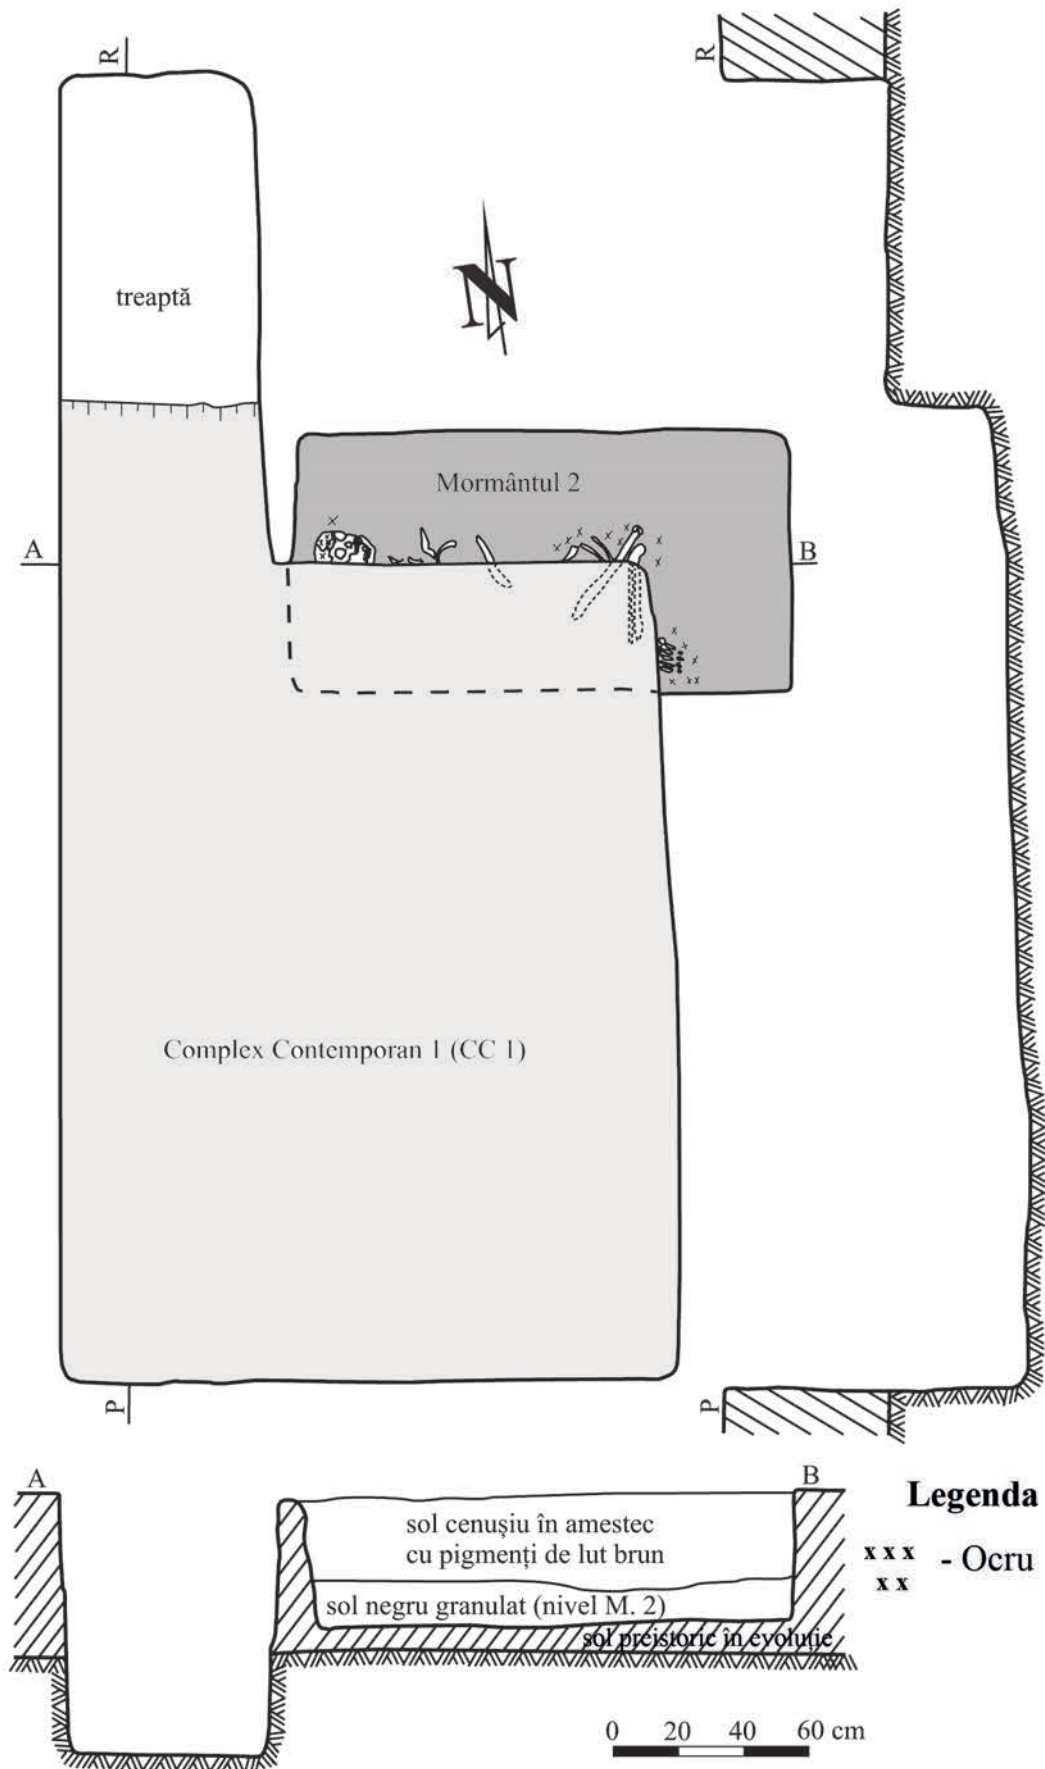 R
R
treaptă
N
Mormântul 2
A
B
Complex Contemporan 1 (CC 1)
P
P
A
B
Legenda
sol cenușiu în amestec
cu pigmenți de lut brun
x x x
x x
- Ocru
sol negru granulat (nivel M. 2)
sol preistoric în evoluție
0 20 40 60 cm